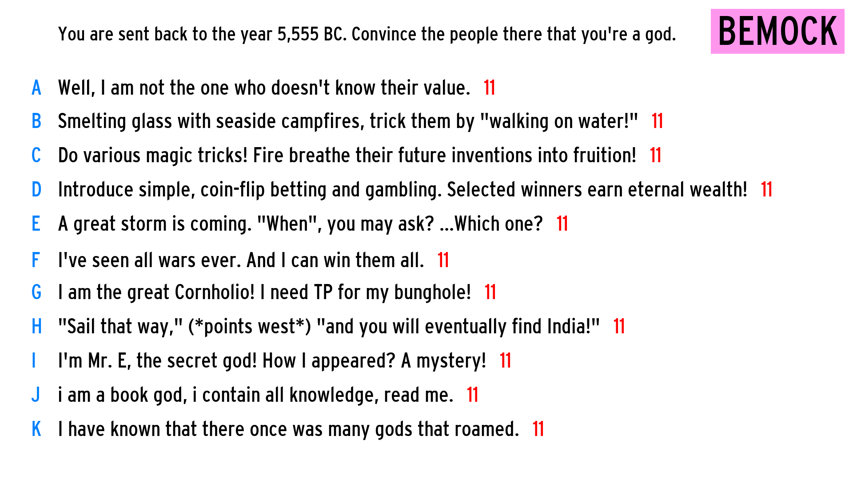 You are sent back to the year 5,555 BC. Convince the people there that you're a god.
BEMOCK
A Well, I am not the one who doesn't know their value. 11
B Smelting glass with seaside campfires, trick them by "walking on water!" 11
C Do various magic tricks! Fire breathe their future inventions into fruition! 11
D Introduce simple, coin-flip betting and gambling. Selected winners earn eternal wealth! 11
E A great storm is coming. "When", you may ask? ...Which one? 11
F I've seen all wars ever. And I can win them all. 11
G I am the great Cornholio! I need TP for my bunghole! 11
H "Sail that way," (*points west*) "and you will eventually find India!" 11
I I'm Mr. E, the secret god! How I appeared? A mystery! 11
J i am a book god, i contain all knowledge, read me. 11
K I have known that there once was many gods that roamed. 11